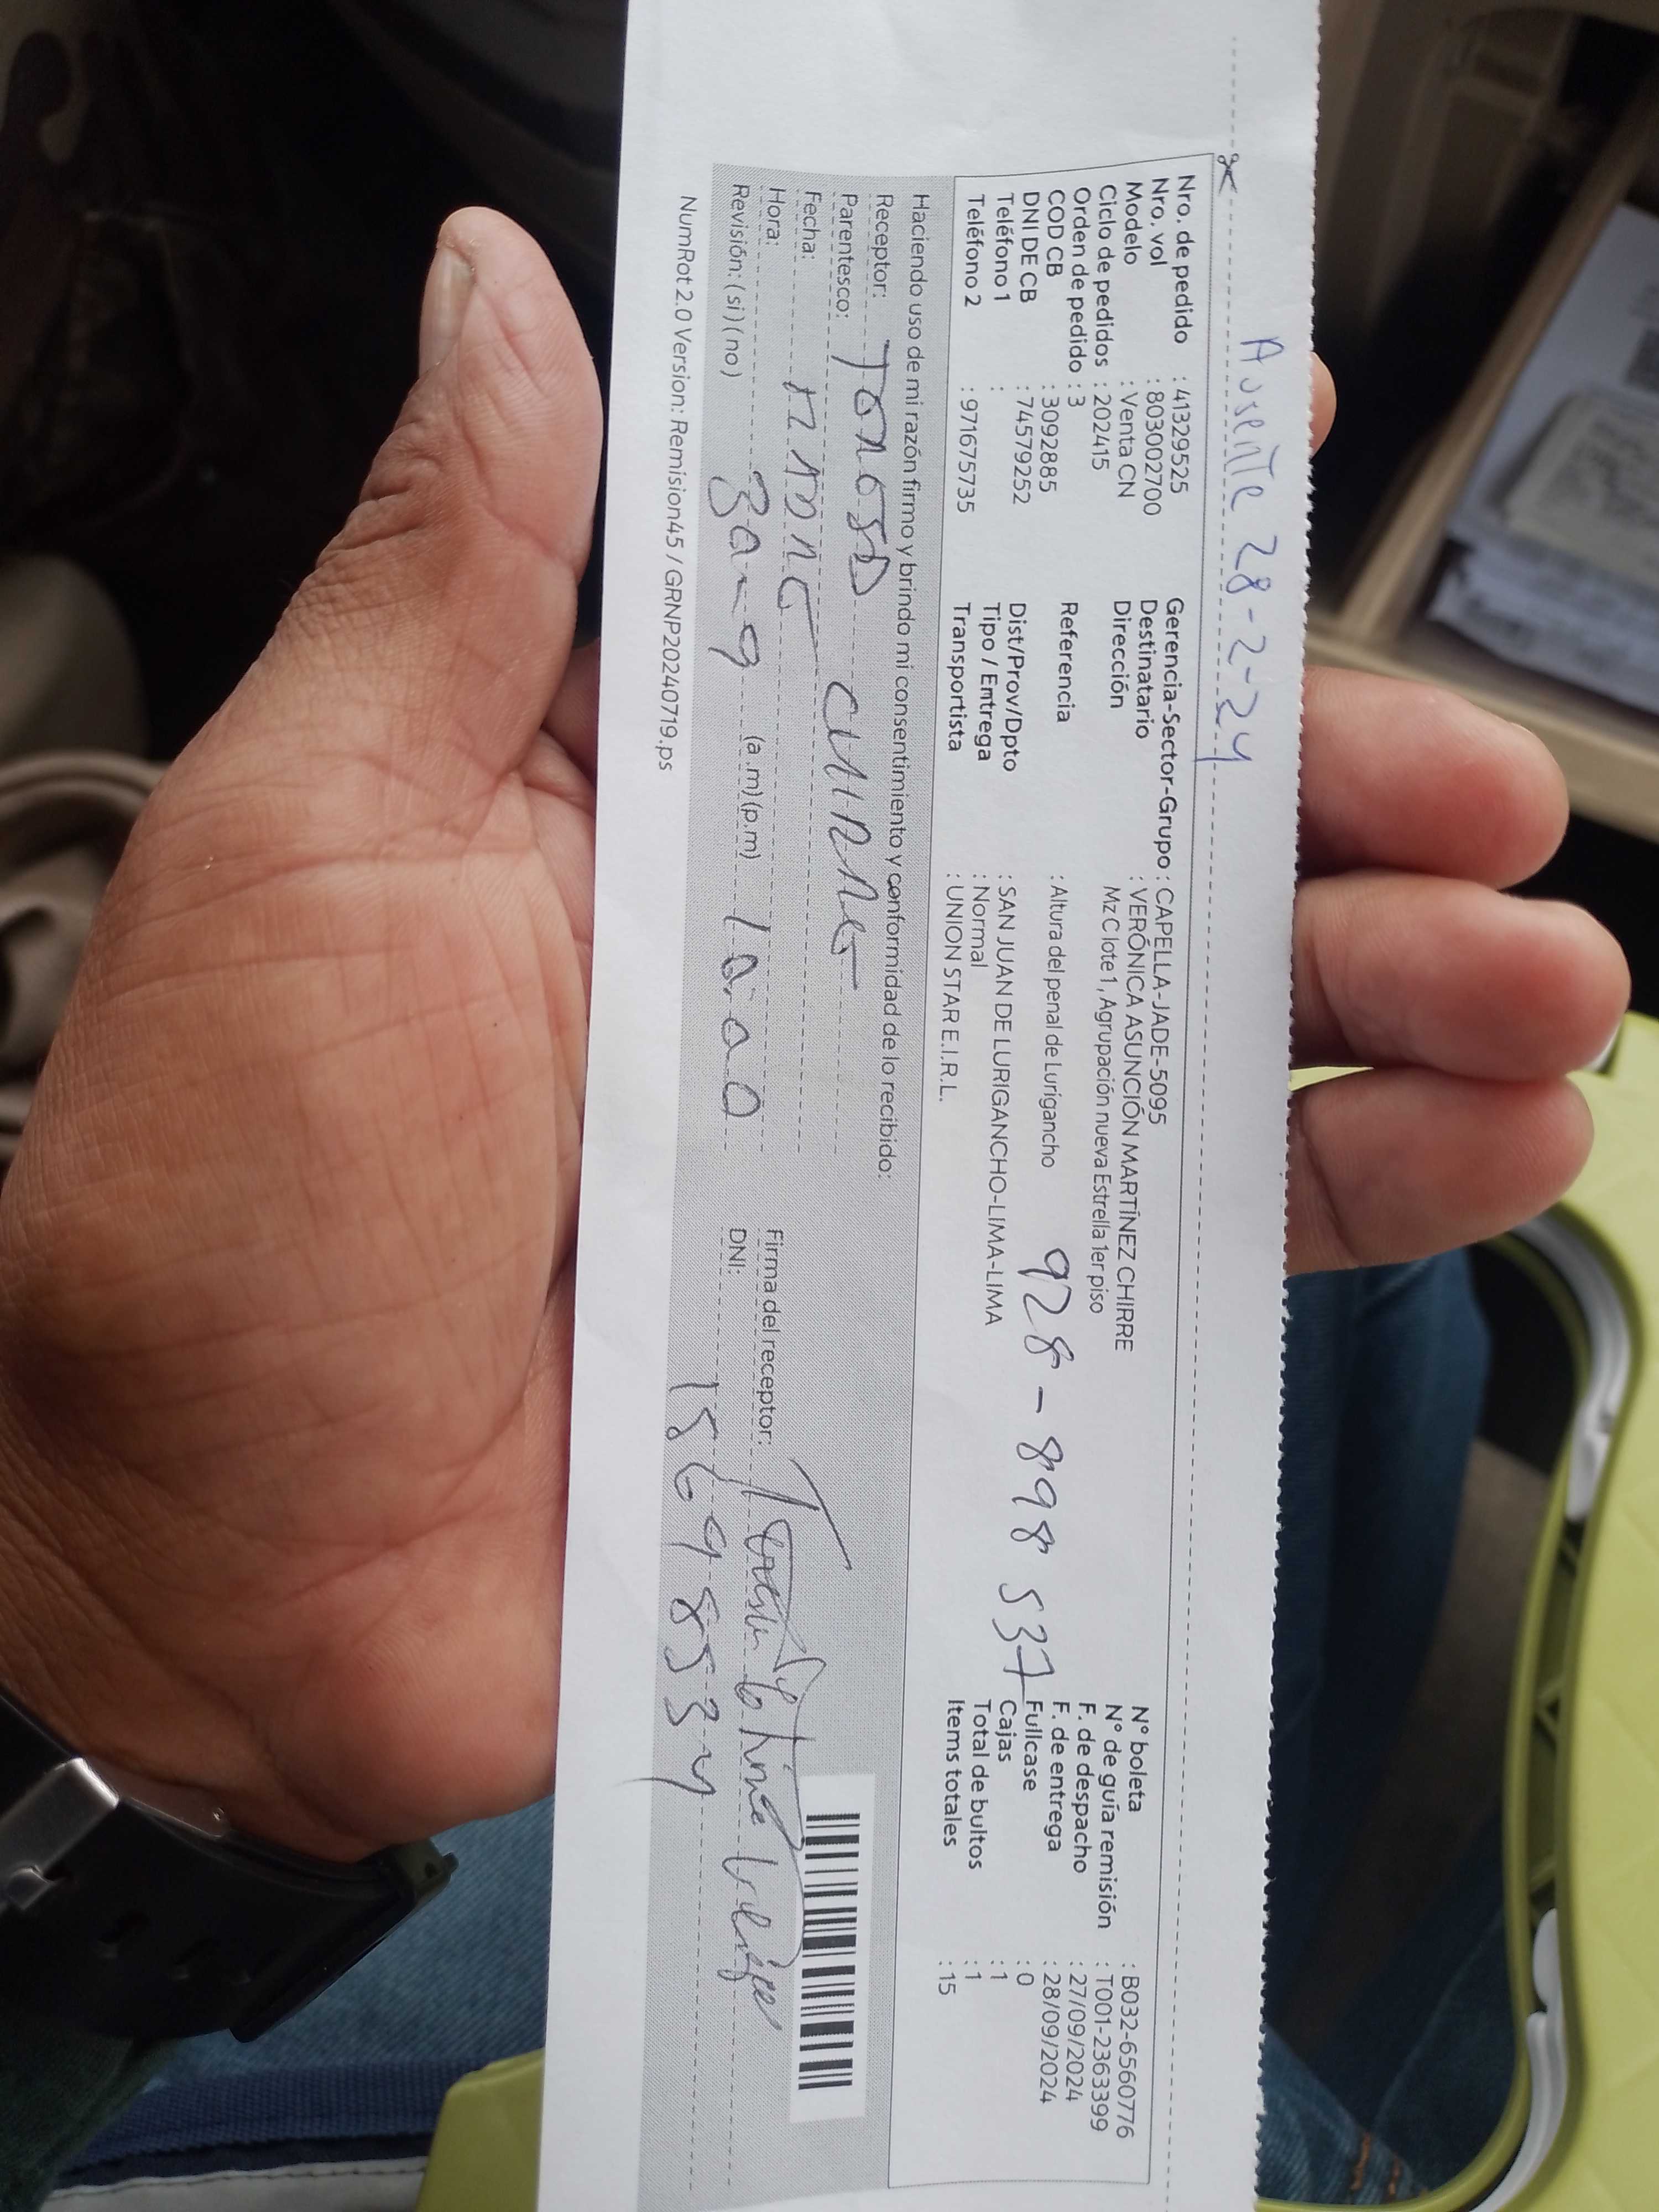 Ausente 28-2-24
Nro. de pedido : 413295525
Nro. vol : 803002700
Modelo : Venta CN
Ciclo de pedidos : 202415
Orden de pedido : 3
COD CB : 3092885
DNI DE CB : 74579252
Teléfono 1 :
Teléfono 2 : 971675735
Gerencia-Sector-Grupo : CAPELLA-JADE-5095
Destinatario : VERÓNICA ASUNCIÓN MARTÍNEZ CHIRRE
Dirección Mz C lote 1 , Agrupación nueva Estrella 1er piso
Referencia : Altura del penal de Lurigancho
928-898 537
Dist/Prov/Dpto : SAN JUAN DE LURIGANCHO-LIMA-LIMA
Tipo / Entrega : Normal
Transportista : UNION STAR E.I.R.L.
N° boleta : B032-6560776
N° de guía remisión : T001-2363399
F. de despacho : 27/09/2024
F. de entrega : 28/09/2024
Fullcase : 0
Cajas : 1
Total de bultos : 1
Items totales : 15
Haciendo uso de mi razón firmo y brindo mi consentimiento y conformidad de lo recibido:
Receptor:
Parentesco:
Fecha:
Hora: (a.m)(p.m)
Revisión: (si) (no)
Firma del receptor:
DNI:
NumRot 2.0 Version: Remision45 / GRNP20240719.ps